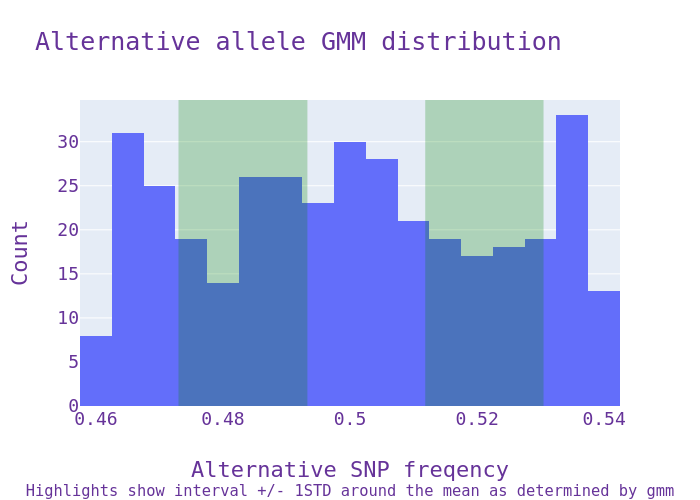 Alternative allele GMM distribution
30
25
20
15
10
5
0
Count
0.46 0.48 0.5 0.52 0.54
Alternative SNP freqency
Highlights show interval +/- 1STD around the mean as determined by gmm